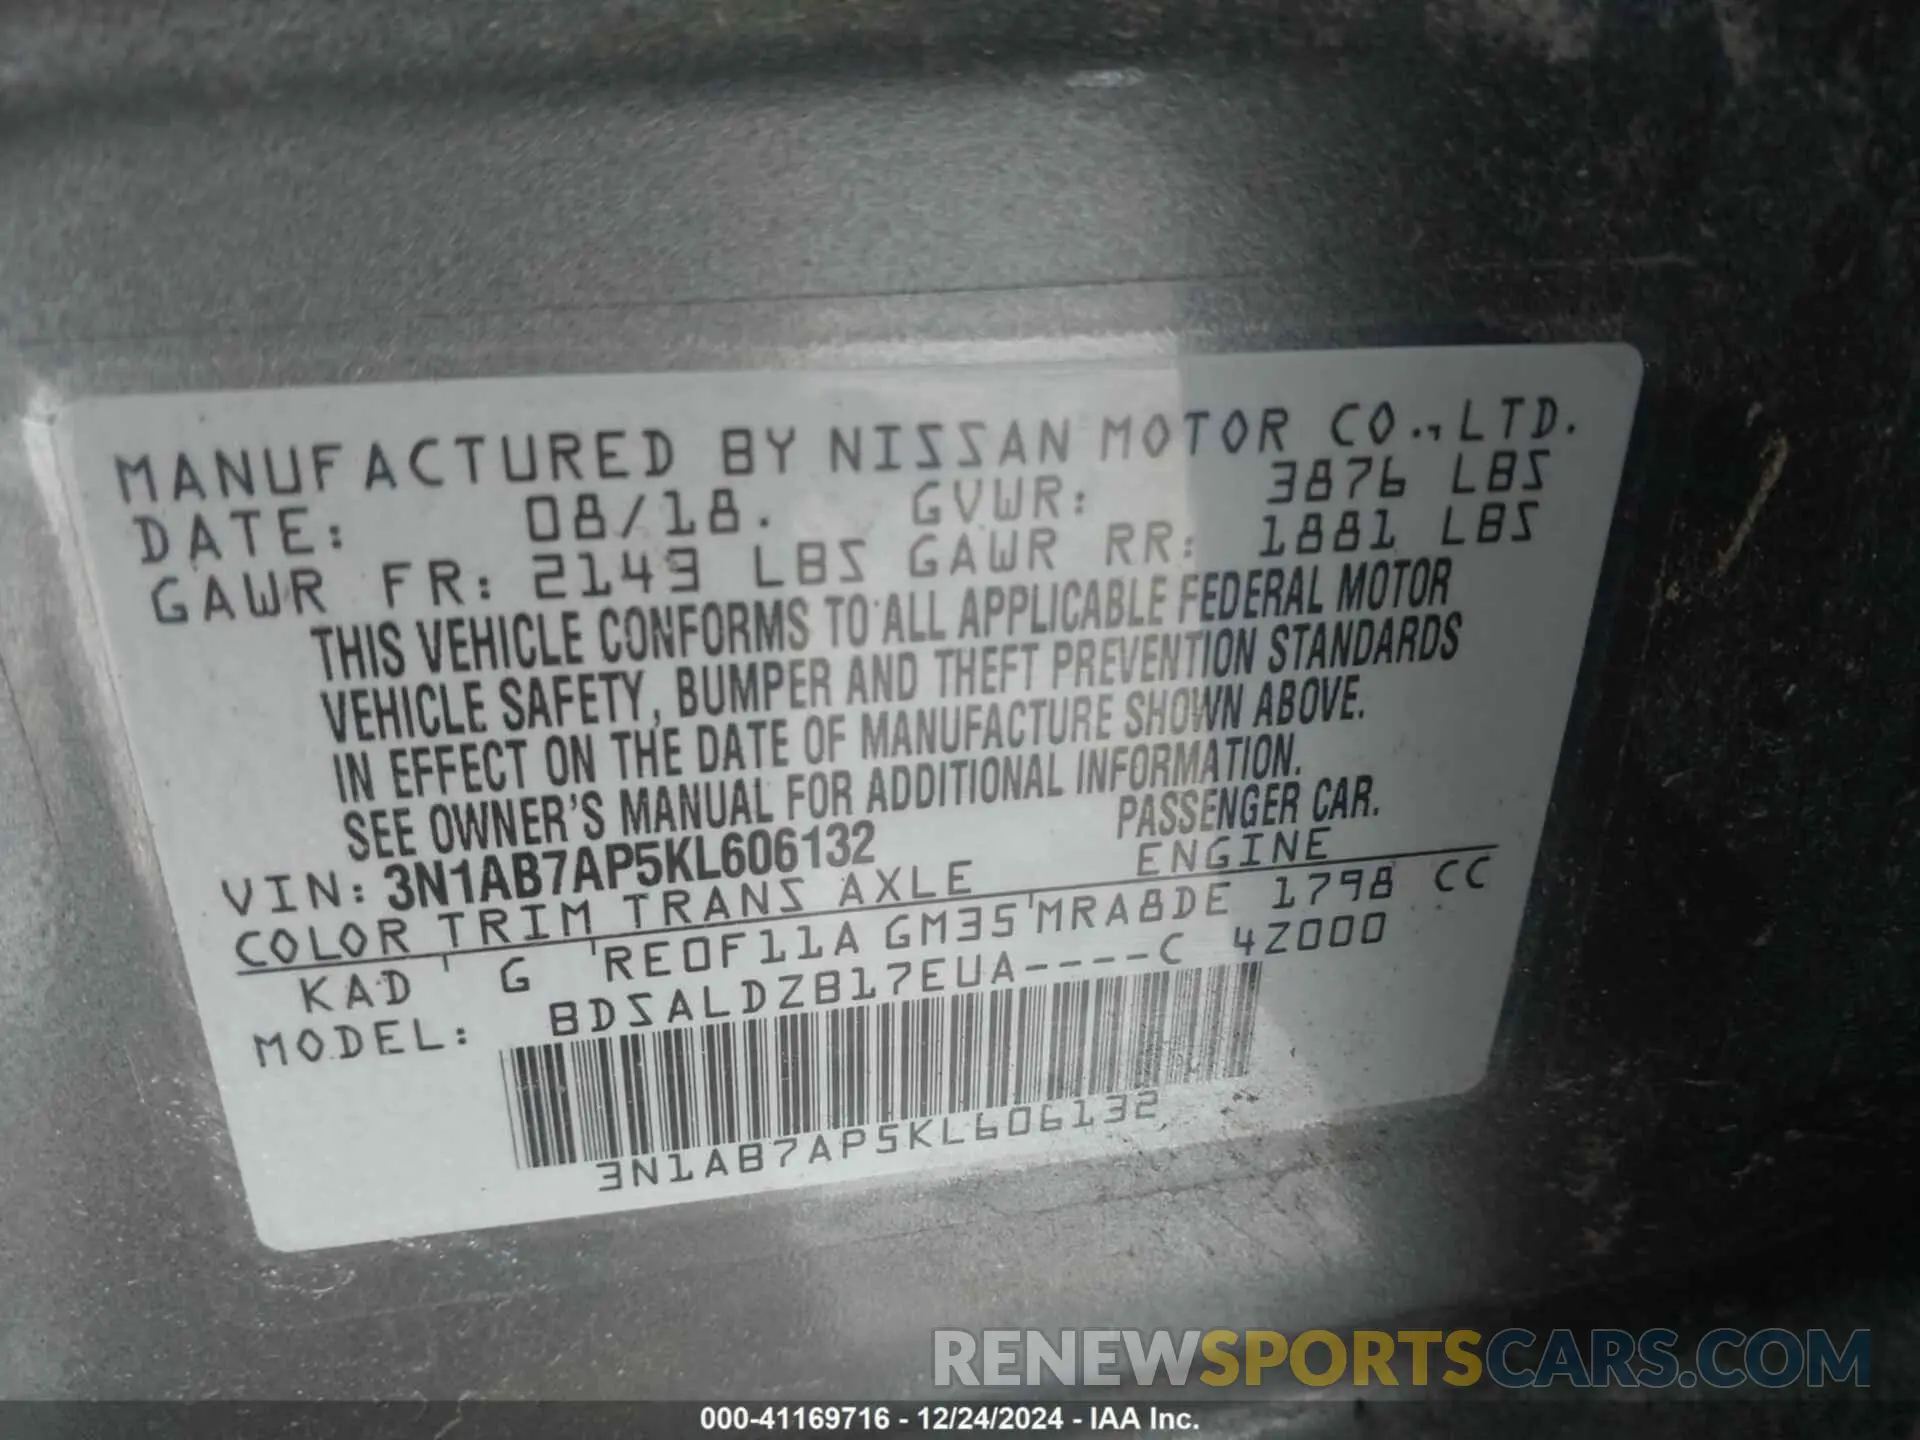 MANUFACTURED BY NISSAN MOTOR CO., LTD.
DATE: 08/18. GVWR: 3876 LBS
GAWR FR: 2149 LBS GAWR RR: 1881 LBS
THIS VEHICLE CONFORMS TO ALL APPLICABLE FEDERAL MOTOR
VEHICLE SAFETY, BUMPER AND THEFT PREVENTION STANDARDS
IN EFFECT ON THE DATE OF MANUFACTURE SHOWN ABOVE.
SEE OWNER'S MANUAL FOR ADDITIONAL INFORMATION.
VIN: 3N1AB7AP5KL606132 PASSENGER CAR.
COLOR TRIM TRANS AXLE ENGINE
KAD G RE0F11A GM35 MRA8DE 1798 CC
MODEL: BDSALDZB17EUA----C 4Z000
3N1AB7AP5KL606132
RENEWSPORTSCARS.COM
000-41169716 - 12/24/2024 - IAA Inc.